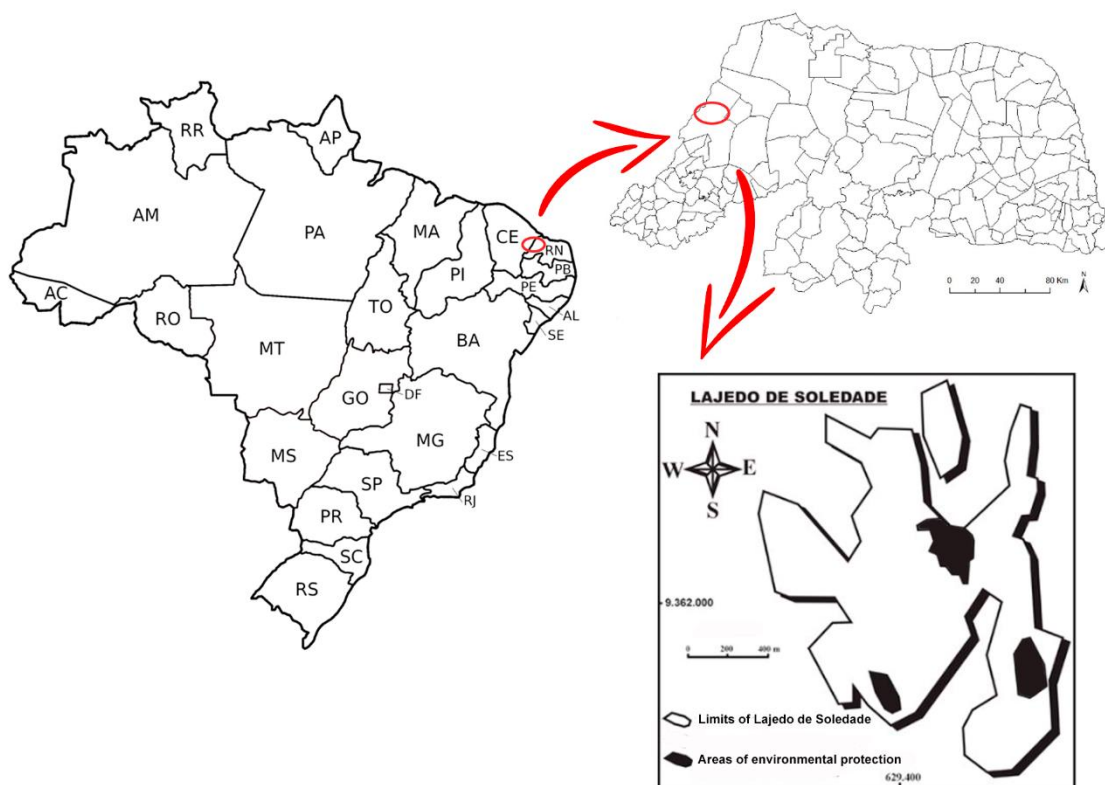 RR
AP
AM
PA
MA
CE
RN
PB
PI
PE
AC
AL
TO
SE
RO
BA
MT
GO
DF
MG
MS
ES
SP
RJ
PR
SC
RS
0 20 40 80 Km
N
LAJEDO DE SOLEDADE
N
W E
S
9.362.000
0 200 400 m
Limits of Lajedo de Soledade
Areas of environmental protection
629.400